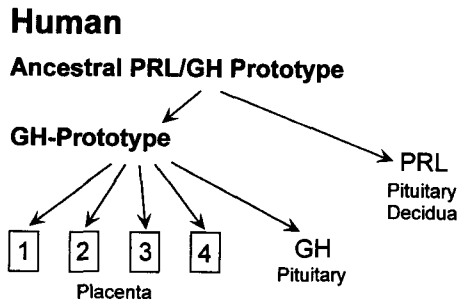 Human
Ancestral PRL/GH Prototype
GH-Prototype
PRL
Pituitary
Decidua
1 2 3 4
GH
Pituitary
Placenta